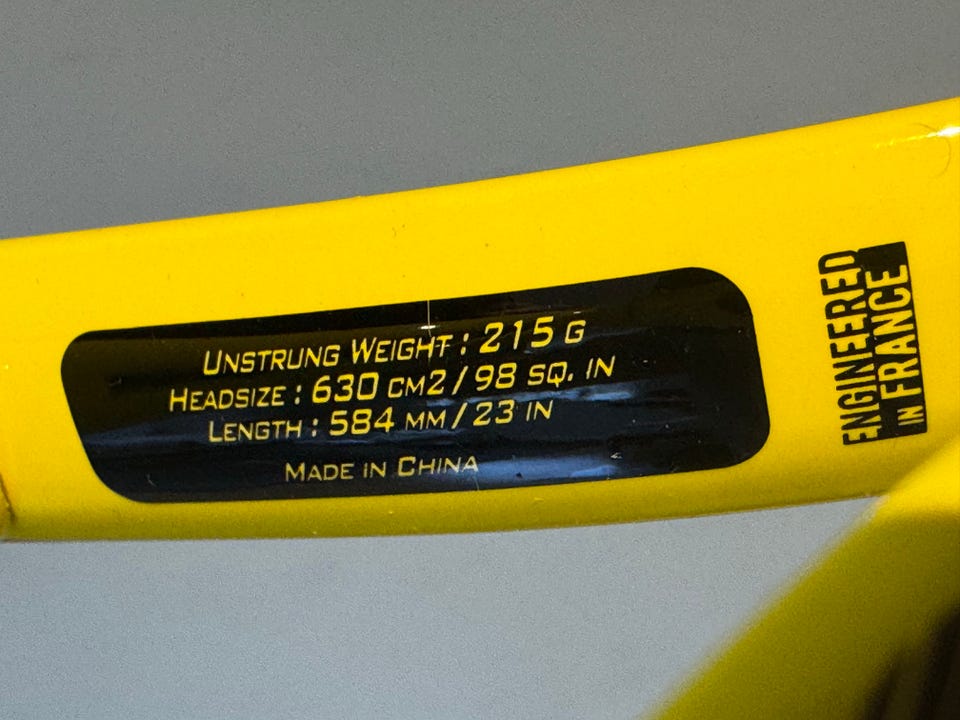 UNSTRUNG WEIGHT : 215 G
HEADSIZE : 630 CM2 / 98 SQ. IN
LENGTH : 584 MM / 23 IN
MADE IN CHINA
ENGINEERED
IN FRANCE